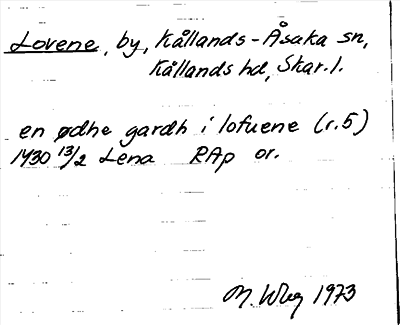 Lovene, by, Kållands-Åsaka sn,
Kållands hd, Skar. l.
en ødhe gardh i lofuene (r.5)
1430 13/2 Lena RAp or.
M. Wbg 1973